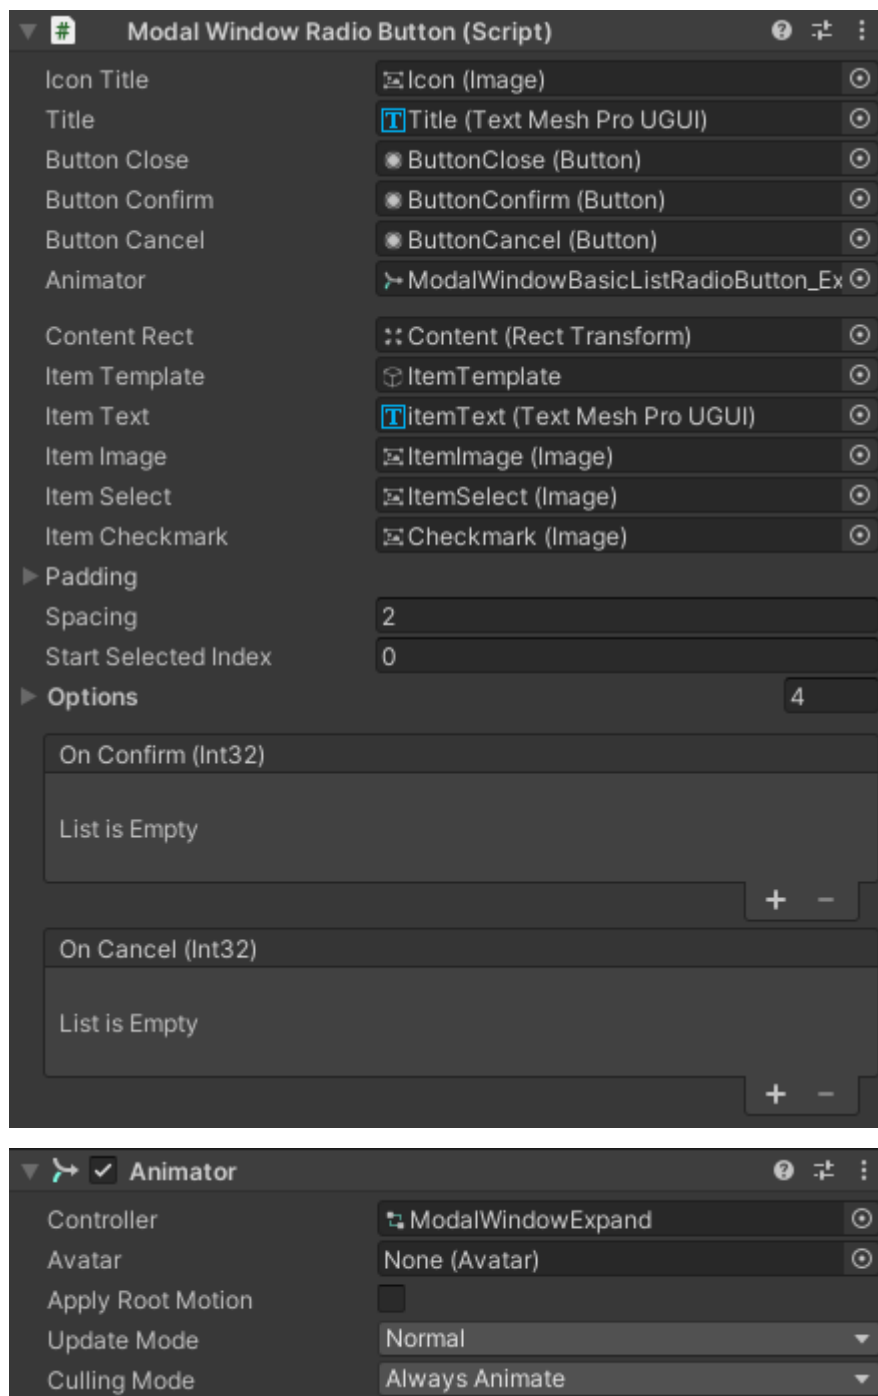 # Modal Window Radio Button (Script)
Icon Title Icon (Image)
Title T Title (Text Mesh Pro UGUI)
Button Close ButtonClose (Button)
Button Confirm ButtonConfirm (Button)
Button Cancel ButtonCancel (Button)
Animator ModalWindowBasicListRadioButton_Ex
Content Rect Content (Rect Transform)
Item Template ItemTemplate
Item Text T itemText (Text Mesh Pro UGUI)
Item Image ItemImage (Image)
Item Select ItemSelect (Image)
Item Checkmark Checkmark (Image)
Padding
Spacing 2
Start Selected Index 0
Options 4
On Confirm (Int32)
List is Empty
+ −
On Cancel (Int32)
List is Empty
+ −
Animator
Controller ModalWindowExpand
Avatar None (Avatar)
Apply Root Motion
Update Mode Normal
Culling Mode Always Animate